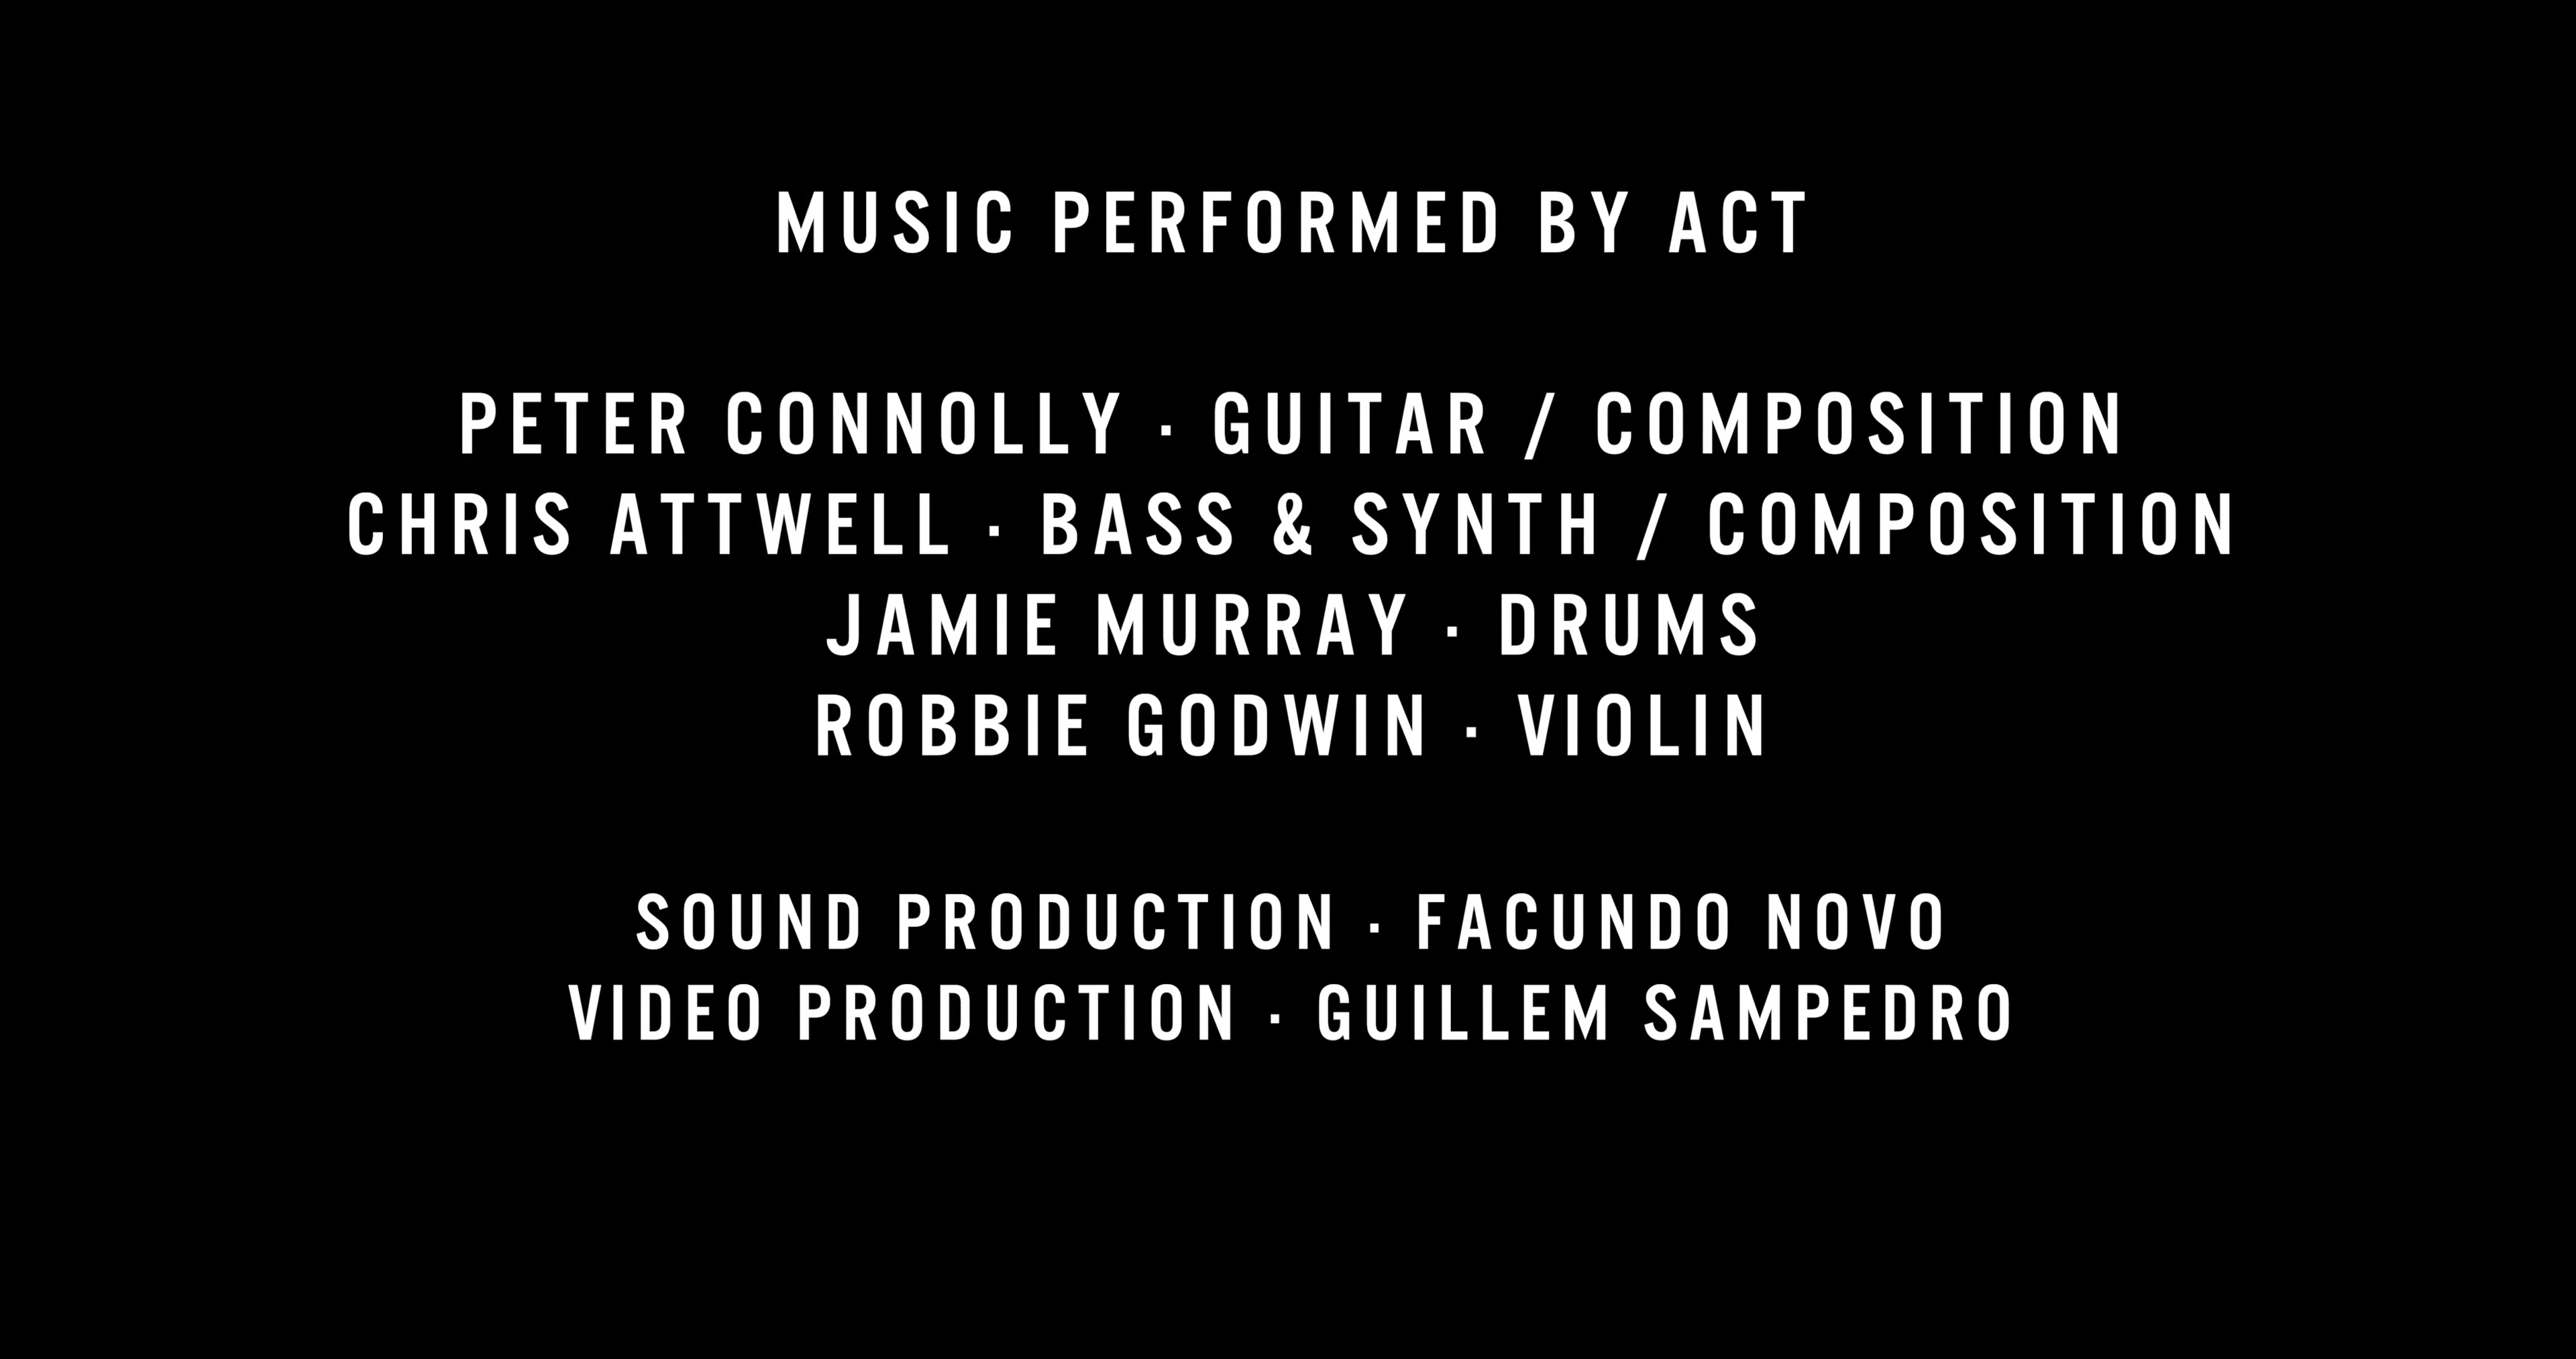 MUSIC PERFORMED BY ACT
PETER CONNOLLY · GUITAR / COMPOSITION
CHRIS ATTWELL · BASS & SYNTH / COMPOSITION
JAMIE MURRAY · DRUMS
ROBBIE GODWIN · VIOLIN
SOUND PRODUCTION · FACUNDO NOVO
VIDEO PRODUCTION · GUILLEM SAMPEDRO